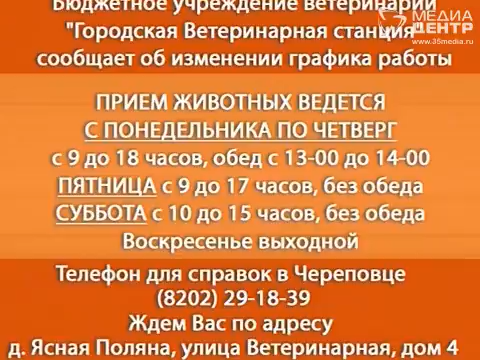 Бюджетное учреждение ветеринарии
МЕДИА
ЦЕНТР
www.35media.ru
"Городская Ветеринарная станция"
сообщает об изменении графика работы
ПРИЕМ ЖИВОТНЫХ ВЕДЕТСЯ
С ПОНЕДЕЛЬНИКА ПО ЧЕТВЕРГ
с 9 до 18 часов, обед с 13-00 до 14-00
ПЯТНИЦА с 9 до 17 часов, без обеда
СУББОТА с 10 до 15 часов, без обеда
Воскресенье выходной
Телефон для справок в Череповце
(8202) 29-18-39
Ждем Вас по адресу
д. Ясная Поляна, улица Ветеринарная, дом 4